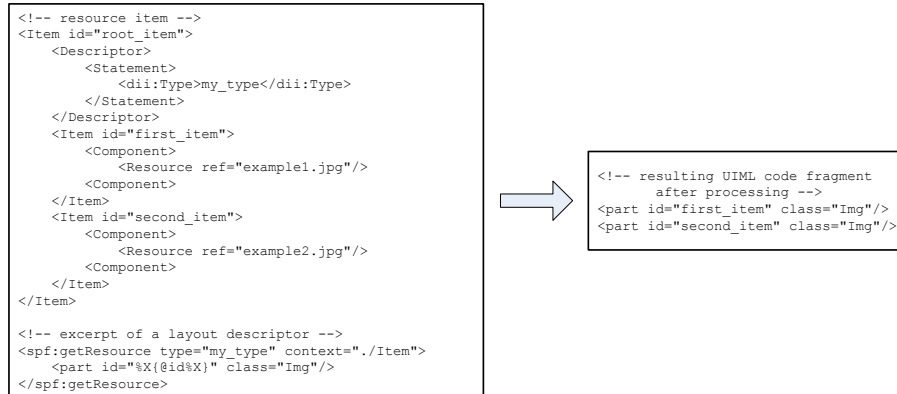 <!-- resource item -->
<Item id="root_item">
    <Descriptor>
        <Statement>
            <dii:Type>my_type</dii:Type>
        </Statement>
    </Descriptor>
    <Item id="first_item">
        <Component>
            <Resource ref="example1.jpg"/>
        <Component>
    </Item>
    <Item id="second_item">
        <Component>
            <Resource ref="example2.jpg"/>
        <Component>
    </Item>
</Item>

<!-- excerpt of a layout descriptor -->
<spf:getResource type="my_type" context="./Item">
    <part id="%X{@id%X}" class="Img"/>
</spf:getResource>

<!-- resulting UIML code fragment
        after processing -->
<part id="first_item" class="Img"/>
<part id="second_item" class="Img"/>